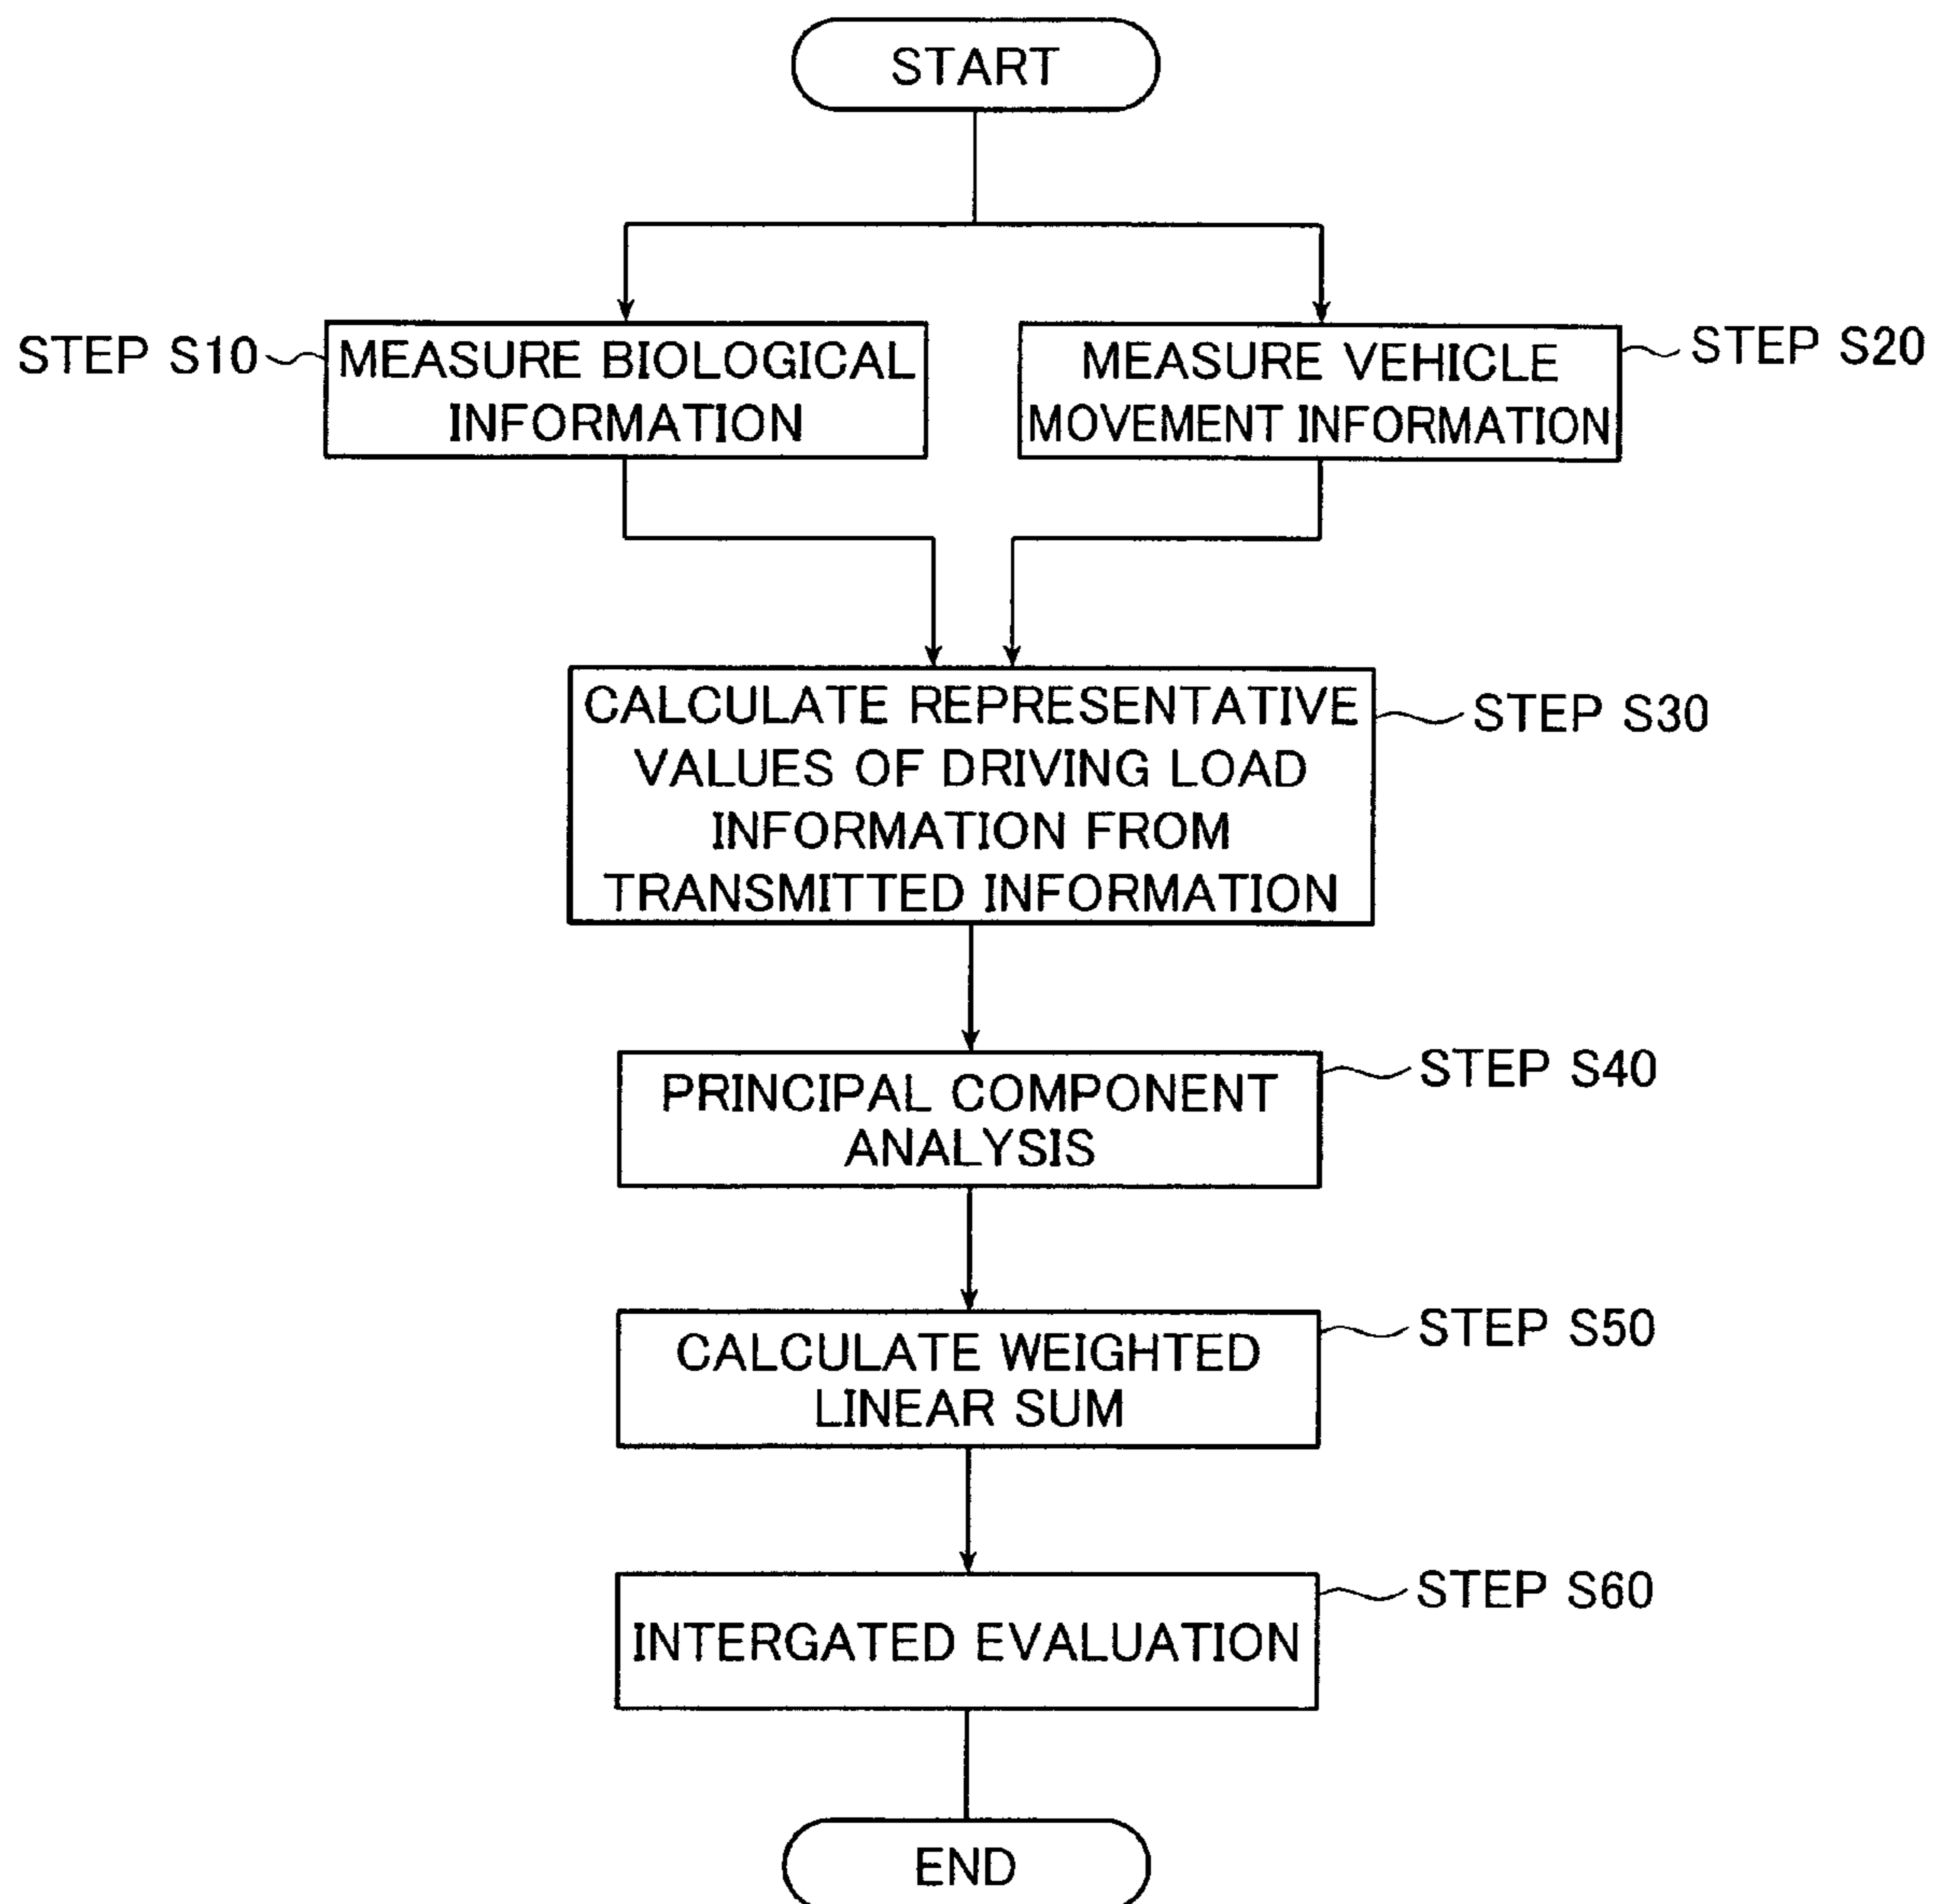 START
STEP S10
MEASURE BIOLOGICAL
INFORMATION
MEASURE VEHICLE
MOVEMENT INFORMATION
STEP S20
CALCULATE REPRESENTATIVE
VALUES OF DRIVING LOAD
INFORMATION FROM
TRANSMITTED INFORMATION
STEP S30
PRINCIPAL COMPONENT
ANALYSIS
STEP S40
CALCULATE WEIGHTED
LINEAR SUM
STEP S50
INTERGATED EVALUATION
STEP S60
END